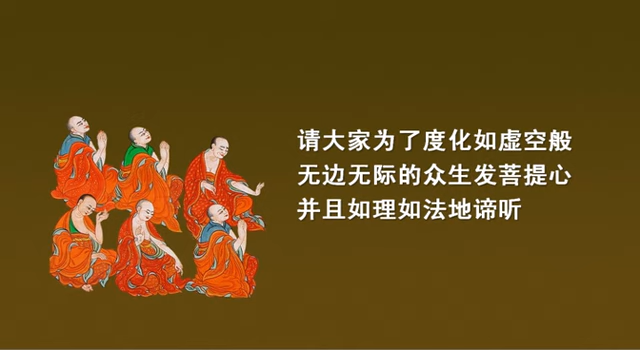 请大家为了度化如虚空般
无边无际的众生发菩提心
并且如理如法地谛听